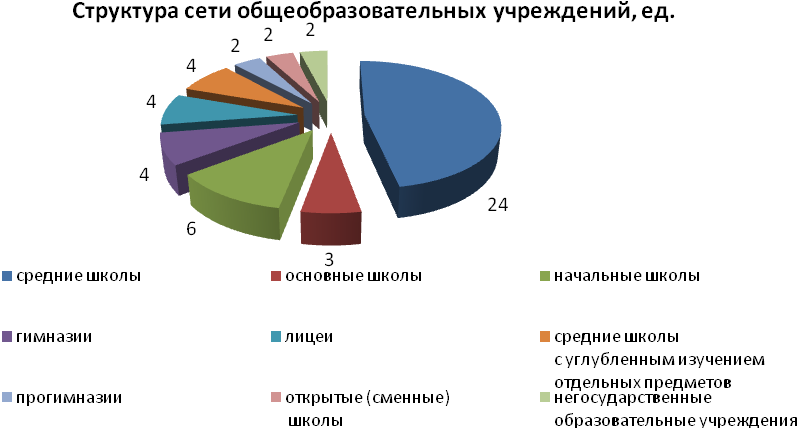 Структура сети общеобразовательных учреждений, ед.
2
2
2
4
4
4
24
6
3
средние школы
основные школы
начальные школы
гимназии
лицеи
средние школы
с углубленным изучением
отдельных предметов
прогимназии
открытые (сменные)
школы
негосударственные
образовательные учреждения